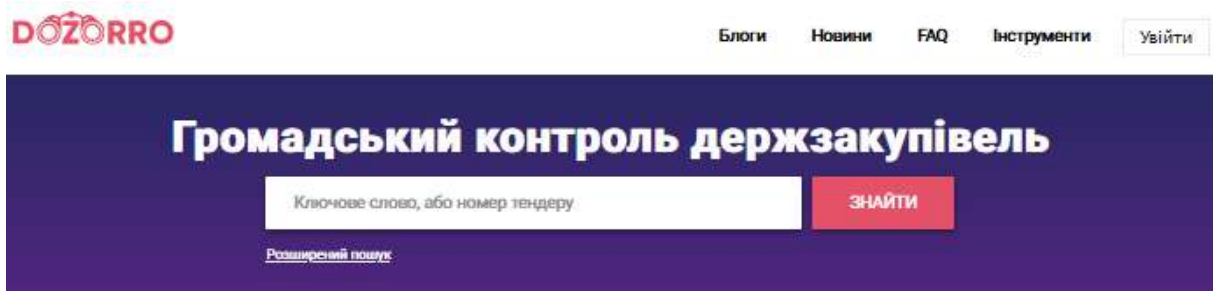 DOZORRO
Блоги Новини FAQ Інструменти Увійти
Громадський контроль держзакупівель
Ключове слово, або номер тендеру ЗНАЙТИ
Розширений пошук